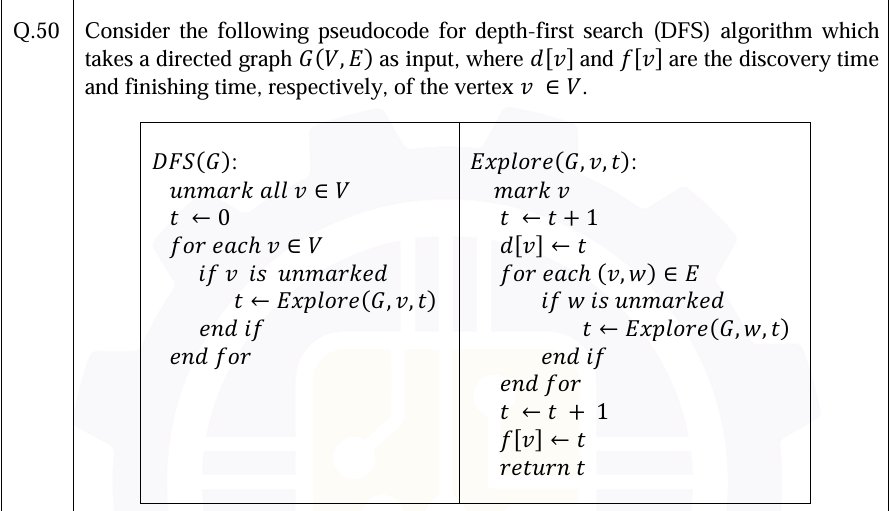 Q.50 Consider the following pseudocode for depth-first search (DFS) algorithm which
takes a directed graph G(V, E) as input, where d[v] and f[v] are the discovery time
and finishing time, respectively, of the vertex v ∈ V.
DFS(G):
unmark all v ∈ V
t ← 0
for each v ∈ V
if v is unmarked
t ← Explore(G, v, t)
end if
end for
Explore(G, v, t):
mark v
t ← t + 1
d[v] ← t
for each (v, w) ∈ E
if w is unmarked
t ← Explore(G, w, t)
end if
end for
t ← t + 1
f[v] ← t
return t